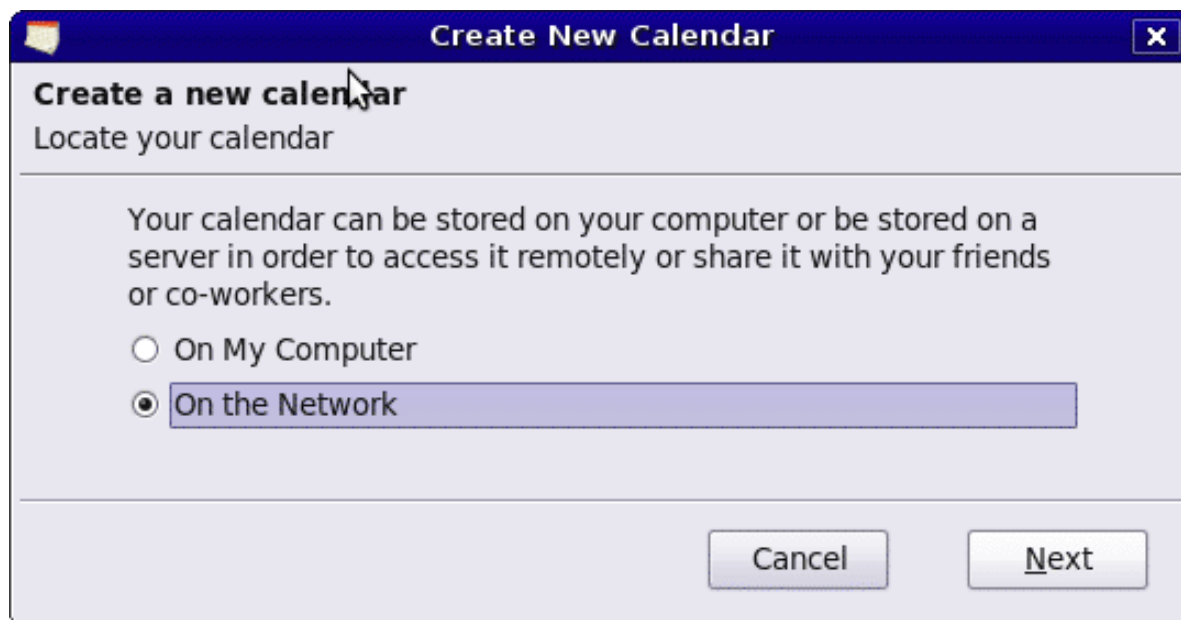 Create New Calendar
Create a new calendar
Locate your calendar
Your calendar can be stored on your computer or be stored on a
server in order to access it remotely or share it with your friends
or co-workers.
On My Computer
On the Network
Cancel
Next